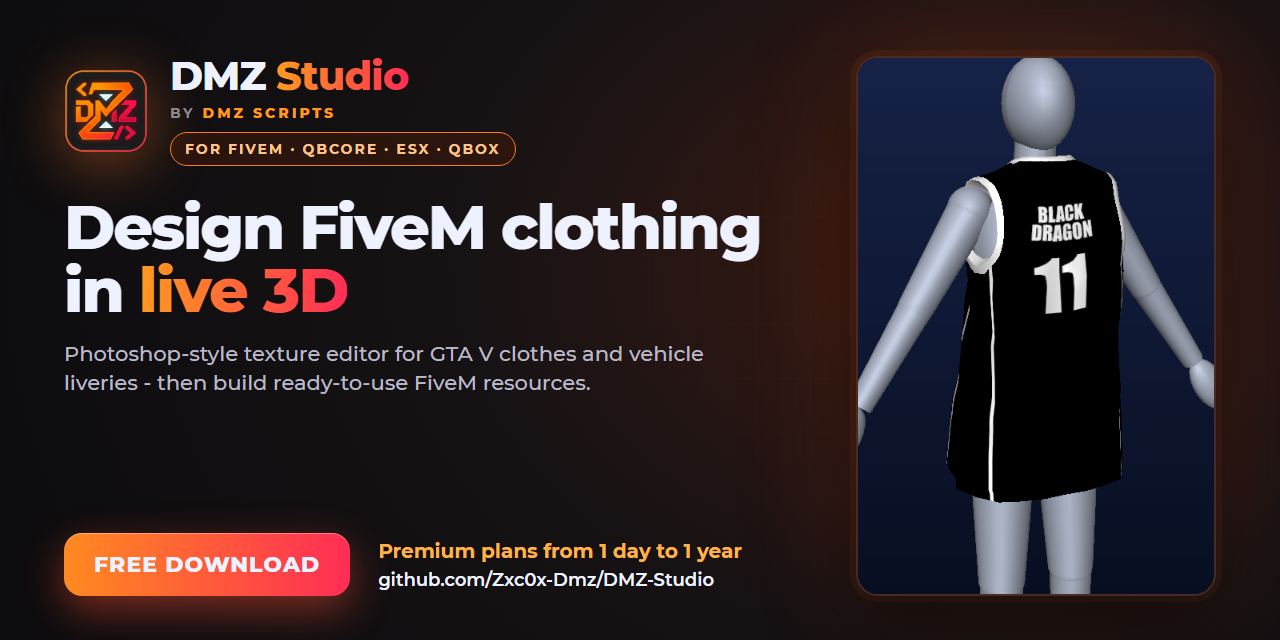 DMZ
DMZ Studio
BY DMZ SCRIPTS
FOR FIVEM · QBCORE · ESX · QBOX
Design FiveM clothing
in live 3D
Photoshop-style texture editor for GTA V clothes and vehicle
liveries - then build ready-to-use FiveM resources.
FREE DOWNLOAD
Premium plans from 1 day to 1 year
github.com/Zxc0x-Dmz/DMZ-Studio
BLACK
DRAGON
11